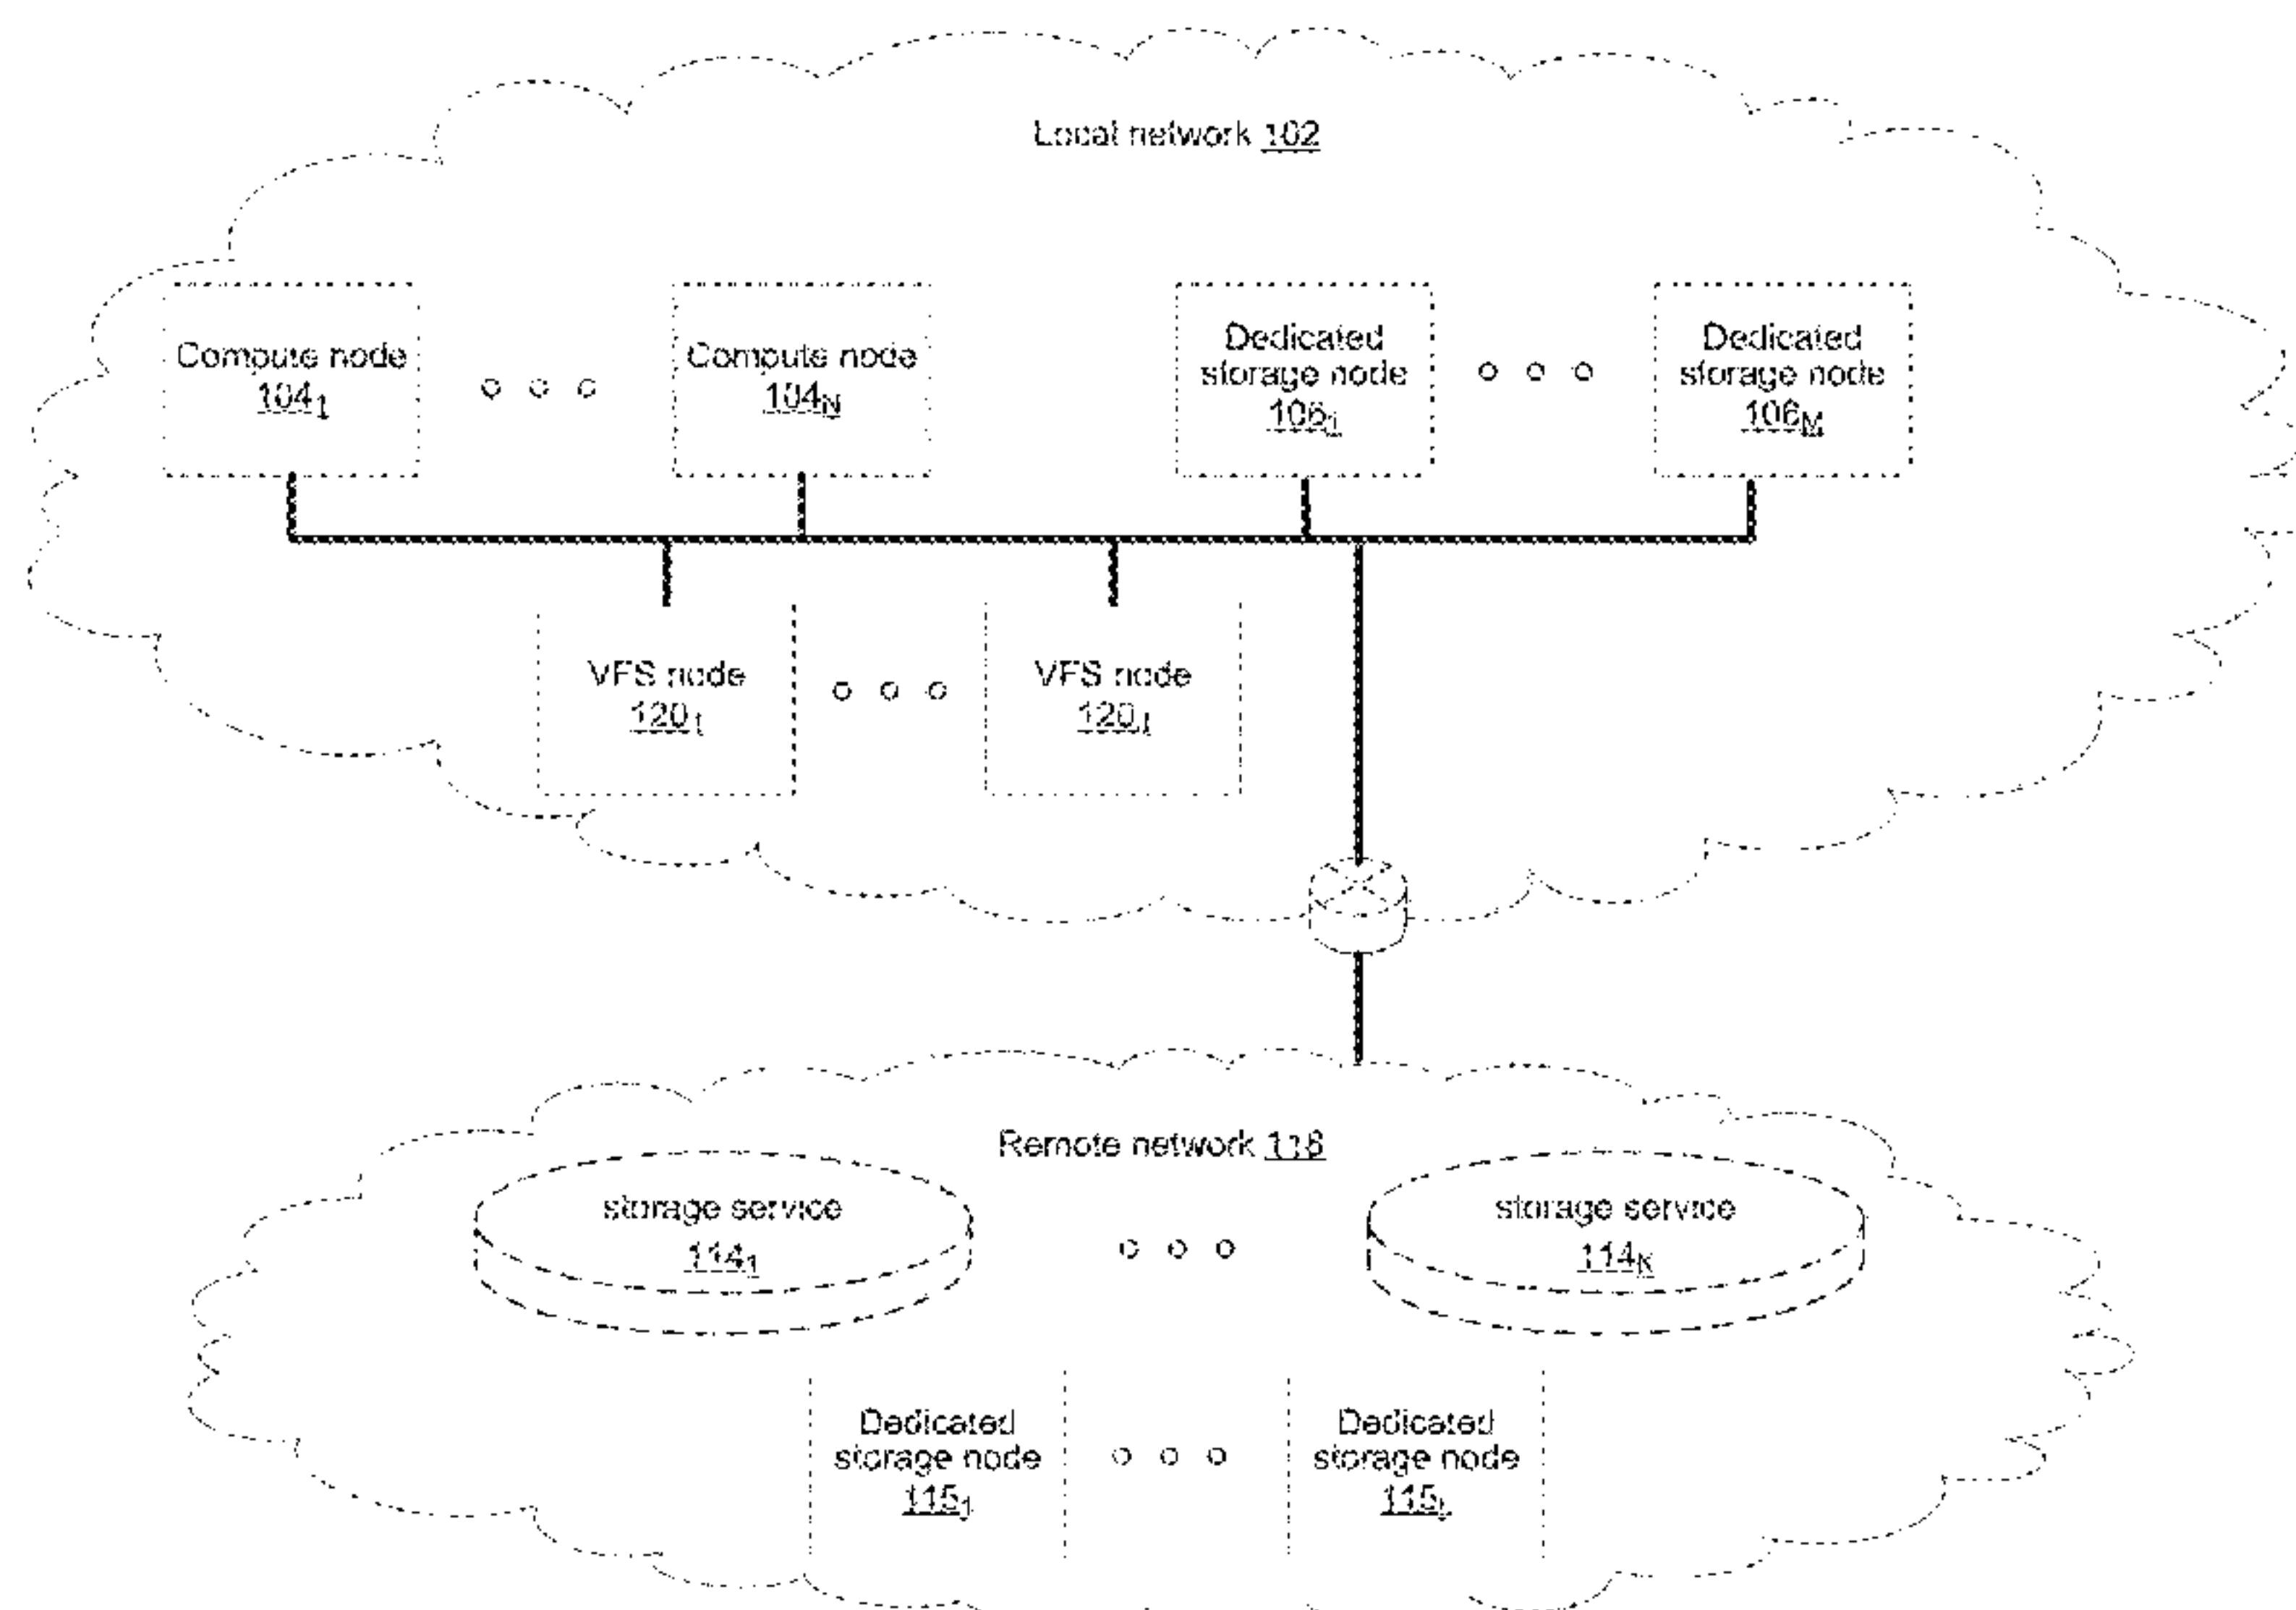 Local network 102
Compute node
104₁
Compute node
104N
Dedicated
storage node
106₁
Dedicated
storage node
106M
VFS node
120₁
VFS node
120J
Remote network 118
storage service
114₁
storage service
114K
Dedicated
storage node
115₁
Dedicated
storage node
115L